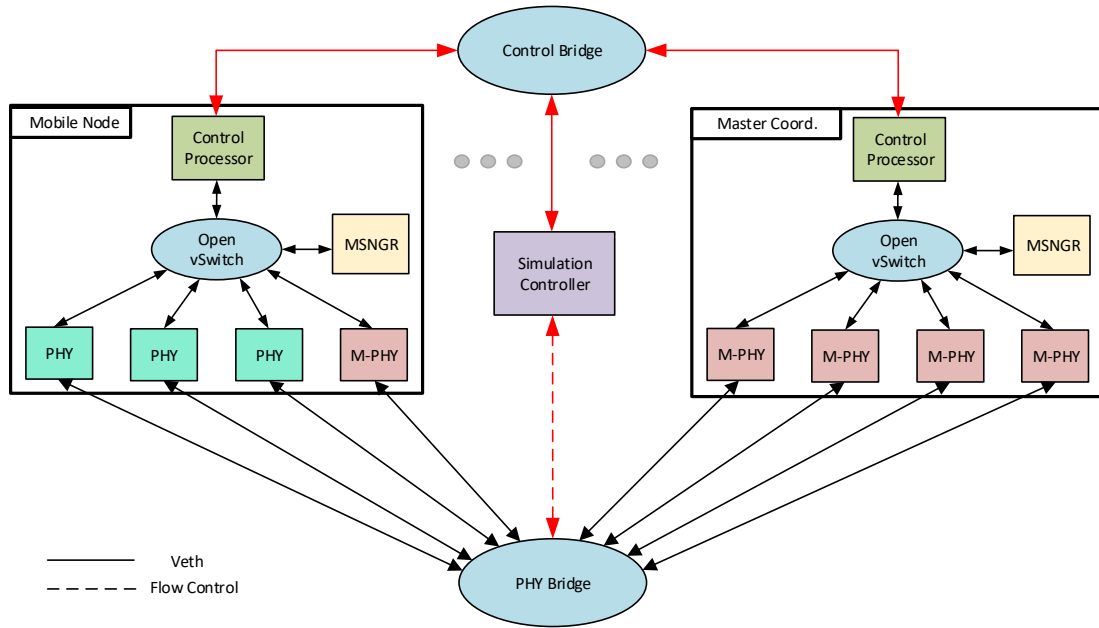 Control Bridge
Mobile Node
Control
Processor
Open
vSwitch
MSNGR
PHY
PHY
PHY
M-PHY
Simulation
Controller
Master Coord.
Control
Processor
Open
vSwitch
MSNGR
M-PHY
M-PHY
M-PHY
M-PHY
Veth
Flow Control
PHY Bridge